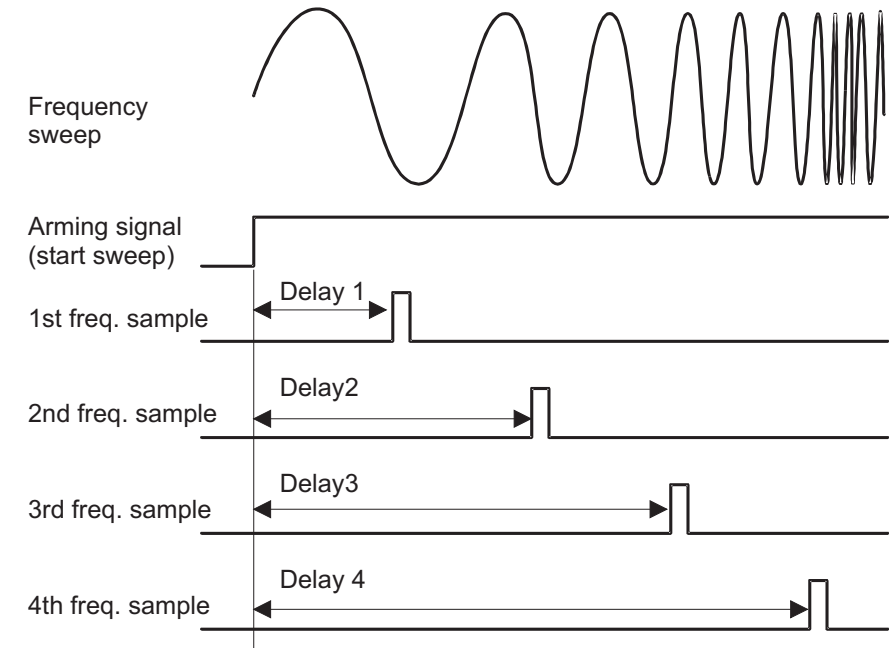 Frequency
sweep
Arming signal
(start sweep)
Delay 1
1st freq. sample
Delay2
2nd freq. sample
Delay3
3rd freq. sample
Delay 4
4th freq. sample